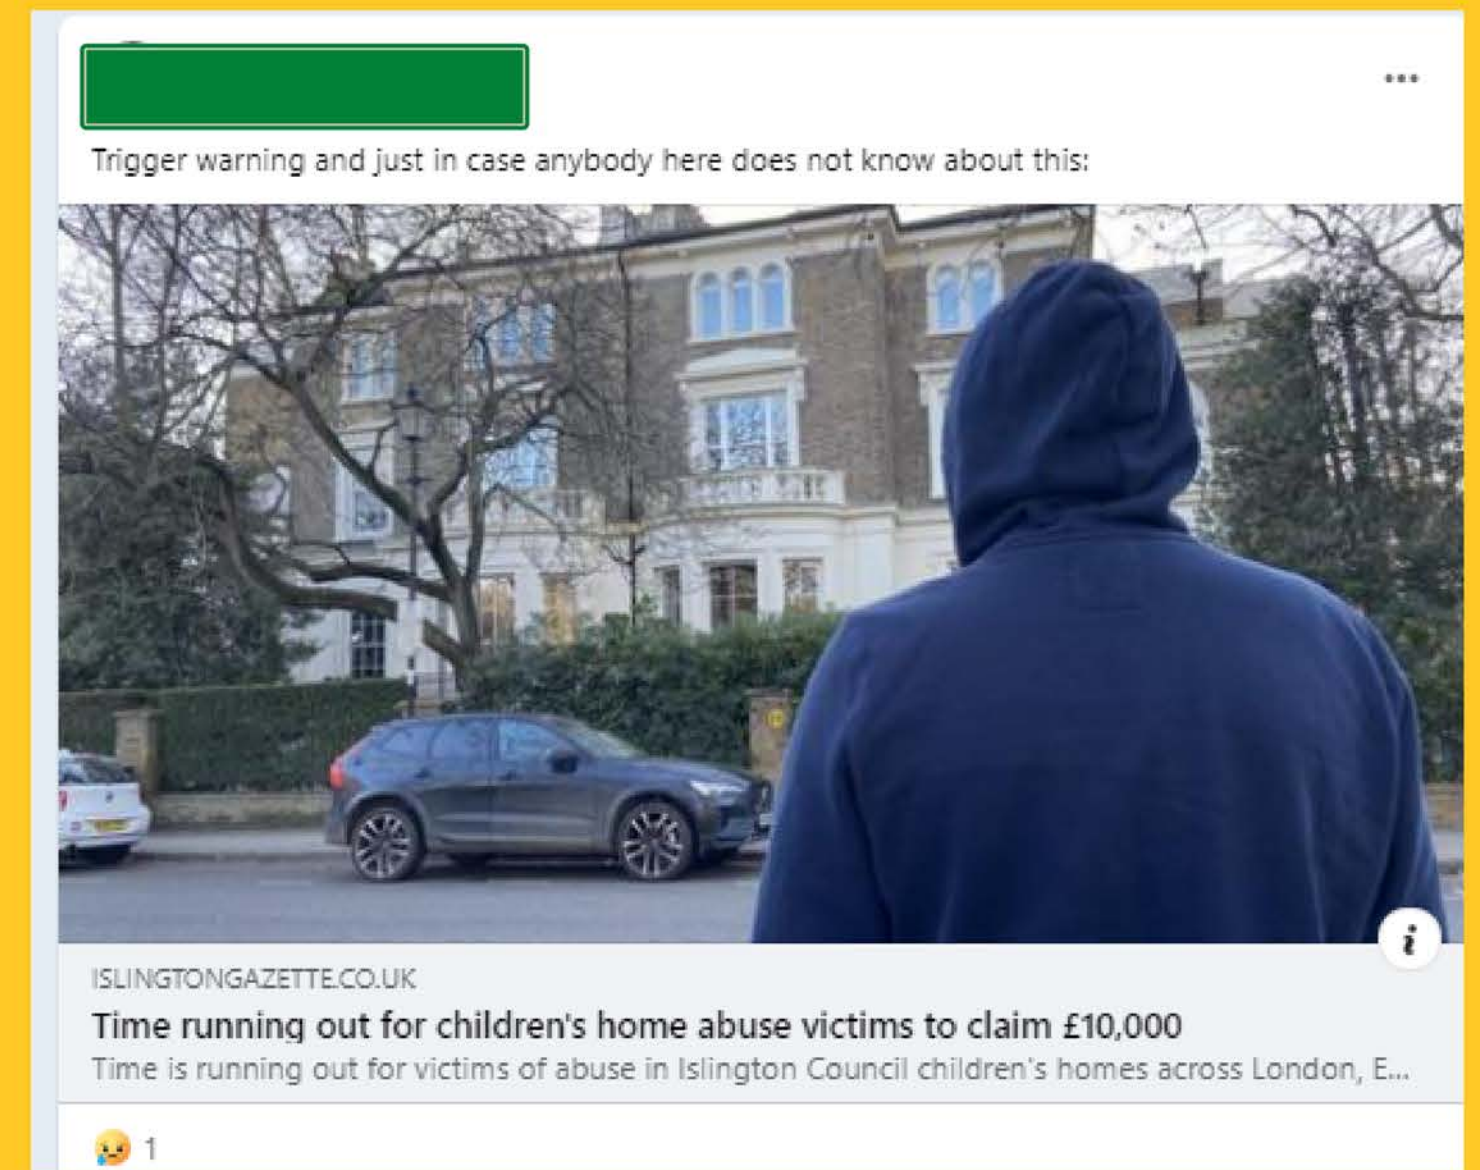 Trigger warning and just in case anybody here does not know about this:
ISLINGTONGAZETTE.CO.UK
Time running out for children's home abuse victims to claim £10,000
Time is running out for victims of abuse in Islington Council children's homes across London, E...
1